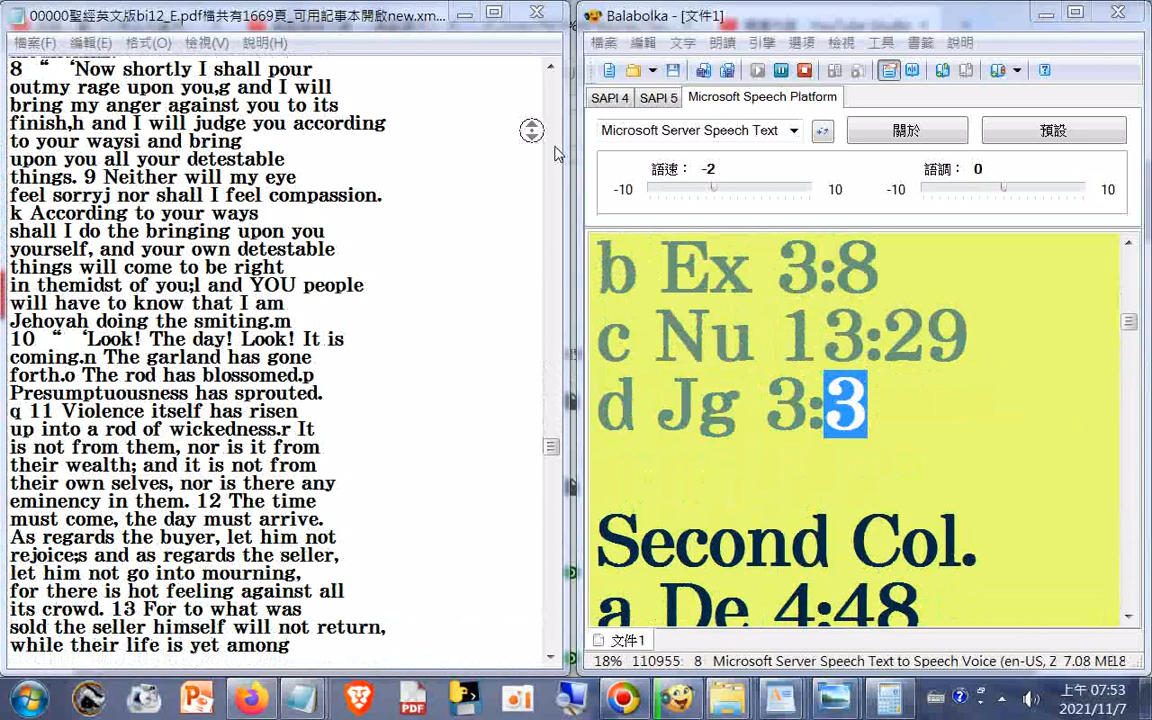 00000聖經英文版bi12_E.pdf檔共有1669頁_可用記事本開啟new.xm...
檔案(F) 編輯(E) 格式(O) 檢視(V) 說明(H)
8 “ ‘Now shortly I shall pour
outmy rage upon you,g and I will
bring my anger against you to its
finish,h and I will judge you according
to your waysi and bring
upon you all your detestable
things. 9 Neither will my eye
feel sorryj nor shall I feel compassion.
k According to your ways
shall I do the bringing upon you
yourself, and your own detestable
things will come to be right
in themidst of you;l and YOU people
will have to know that I am
Jehovah doing the smiting.m
10 “ ‘Look! The day! Look! It is
coming.n The garland has gone
forth.o The rod has blossomed.p
Presumptuousness has sprouted.
q 11 Violence itself has risen
up into a rod of wickedness.r It
is not from them, nor is it from
their wealth; and it is not from
their own selves, nor is there any
eminency in them. 12 The time
must come, the day must arrive.
As regards the buyer, let him not
rejoice;s and as regards the seller,
let him not go into mourning,
for there is hot feeling against all
its crowd. 13 For to what was
sold the seller himself will not return,
while their life is yet among
Balabolka - [文件1]
檔案 編輯 文字 朗讀 引擎 選項 檢視 工具 書籤 說明
SAPI 4 SAPI 5 Microsoft Speech Platform
Microsoft Server Speech Text 關於 預設
語速： -2 語調： 0
-10 10 -10 10
b Ex 3:8
c Nu 13:29
d Jg 3:3
Second Col.
a De 4:48
文件1
18% 110955: 8 Microsoft Server Speech Text to Speech Voice (en-US, Z 7.08 MB
PDF
上午 07:53
2021/11/7